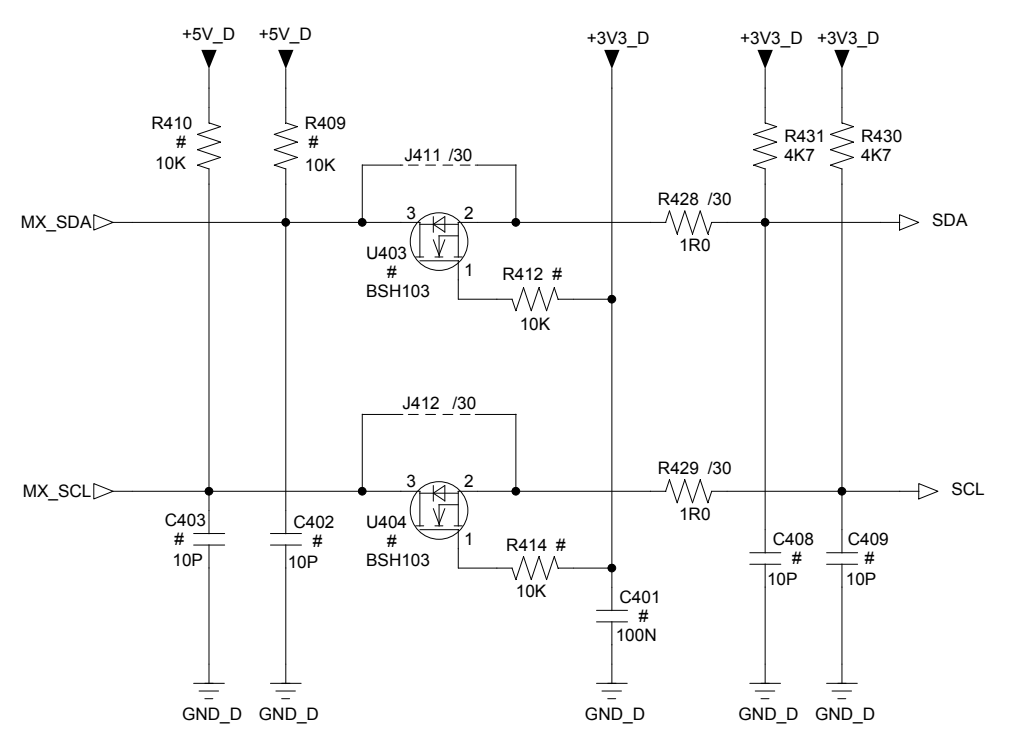 +5V_D
+5V_D
+3V3_D
+3V3_D
+3V3_D
R410
#
10K
R409
#
10K
R431
4K7
R430
4K7
J411 /30
MX_SDA
3
2
R428 /30
1R0
SDA
U403
#
BSH103
1
R412 #
10K
J412 /30
MX_SCL
3
2
R429 /30
1R0
SCL
C403
#
10P
C402
#
10P
U404
#
BSH103
1
R414 #
10K
C408
#
10P
C409
#
10P
C401
#
100N
GND_D
GND_D
GND_D
GND_D
GND_D